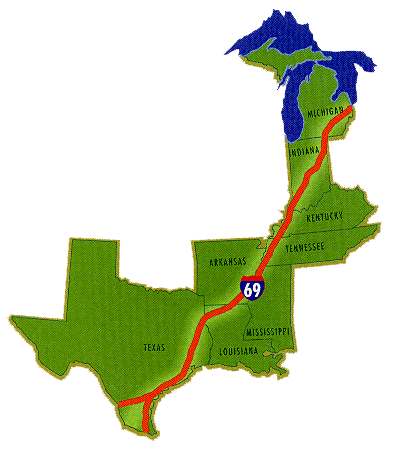 MICHIGAN
INDIANA
KENTUCKY
TENNESSEE
ARKANSAS
69
MISSISSIPPI
TEXAS
LOUISIANA